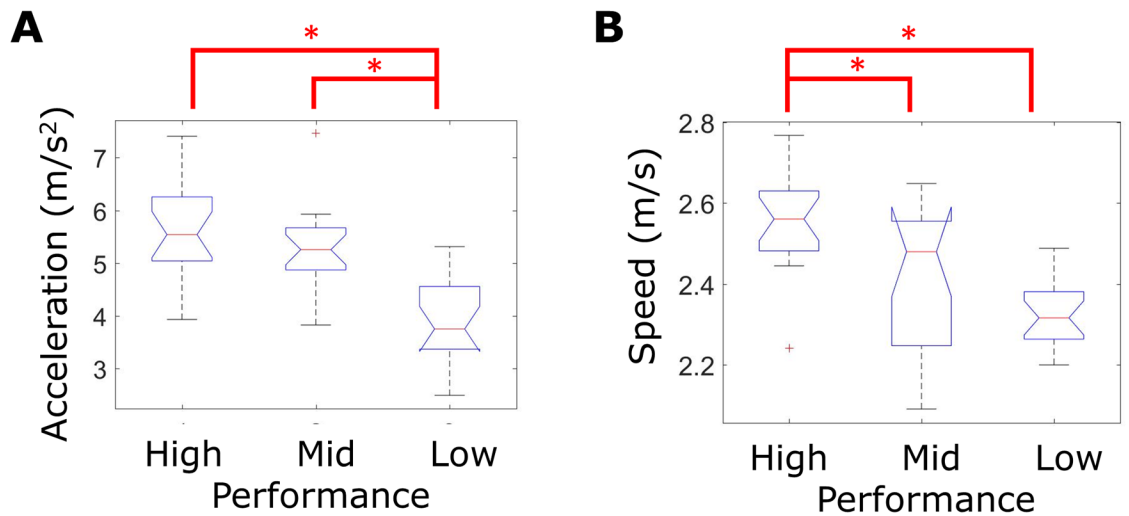 A
*
*
Acceleration (m/s²)
7
6
5
4
3
High Mid Low
Performance
B
*
*
Speed (m/s)
2.8
2.6
2.4
2.2
High Mid Low
Performance